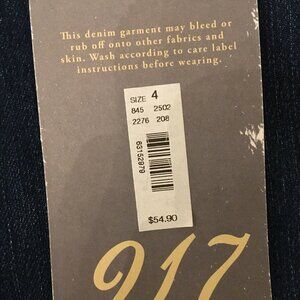 This denim garment may bleed or
rub off onto other fabrics and
skin. Wash according to care label
instructions before wearing.
SIZE 4
845 2502
2276 208
83152979
$54.90
917